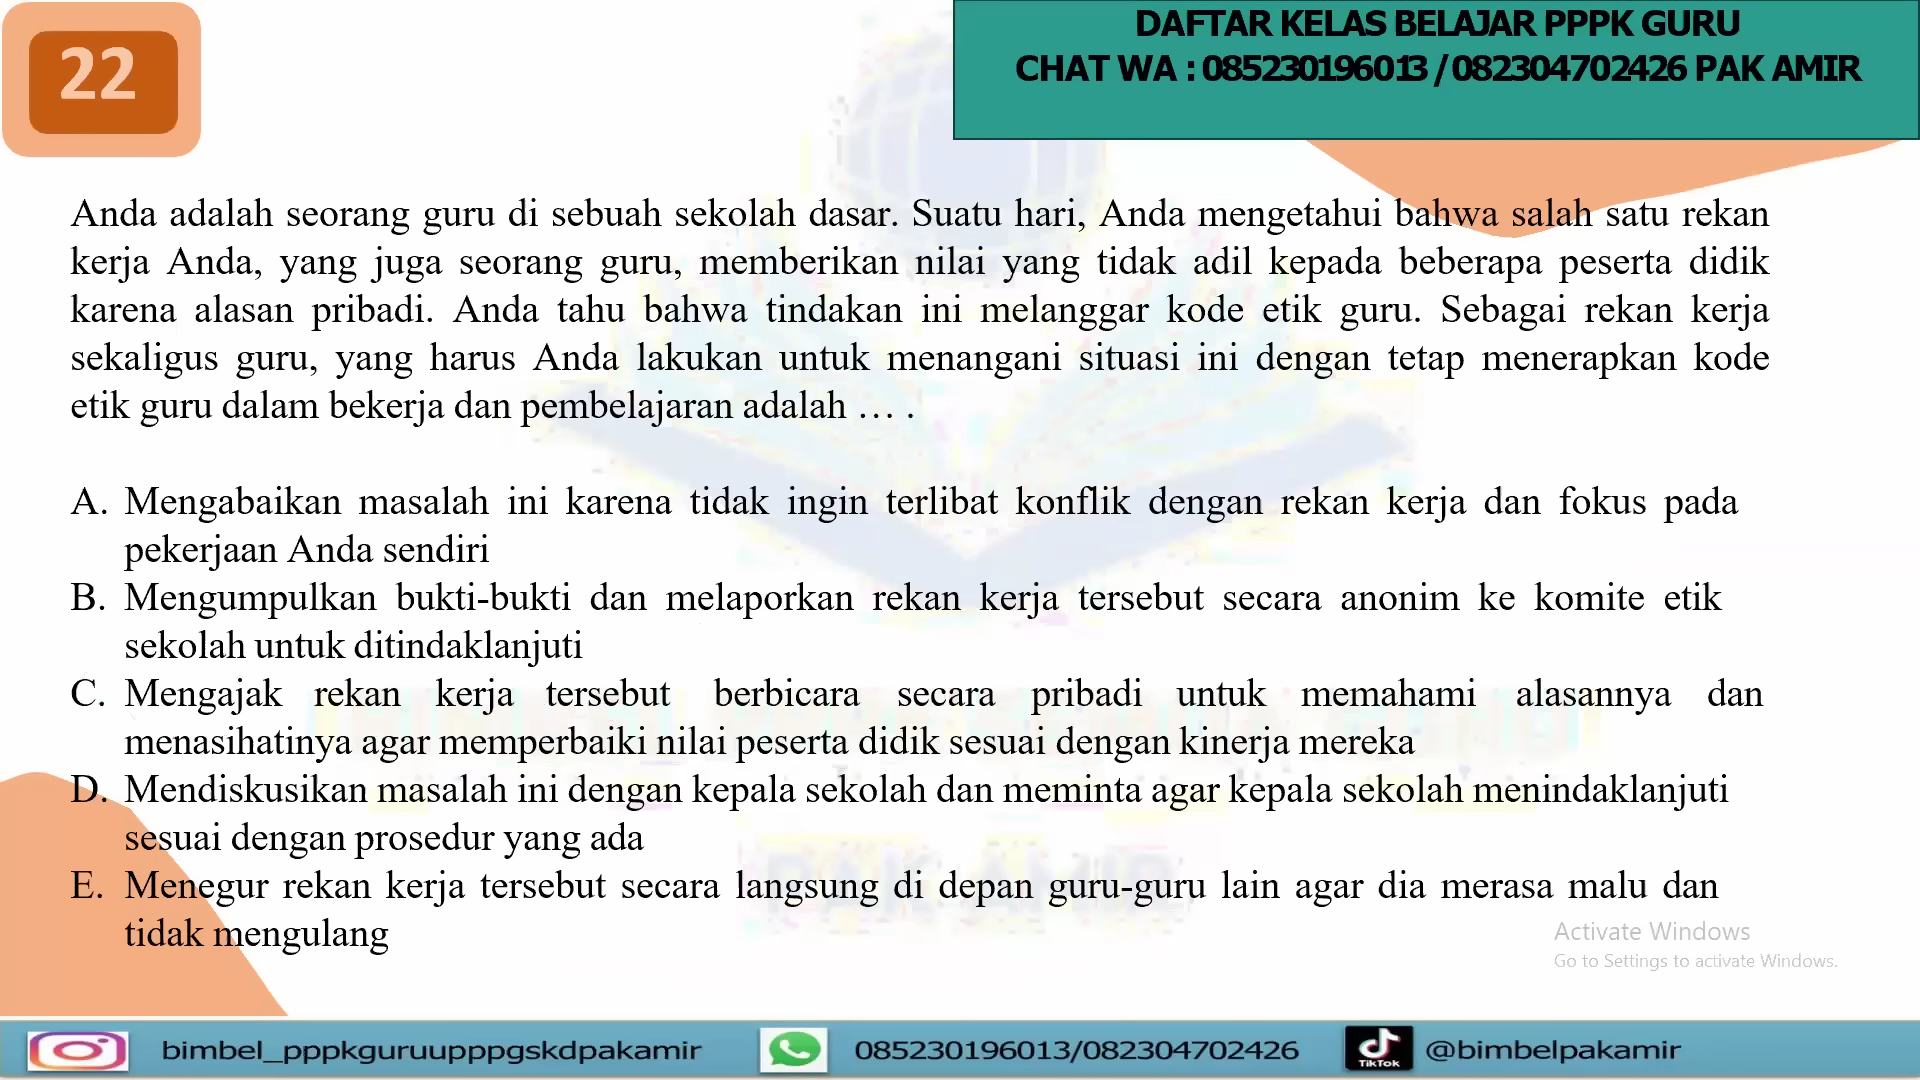 22
DAFTAR KELAS BELAJAR PPPK GURU
CHAT WA : 085230196013 / 082304702426 PAK AMIR
Anda adalah seorang guru di sebuah sekolah dasar. Suatu hari, Anda mengetahui bahwa salah satu rekan
kerja Anda, yang juga seorang guru, memberikan nilai yang tidak adil kepada beberapa peserta didik
karena alasan pribadi. Anda tahu bahwa tindakan ini melanggar kode etik guru. Sebagai rekan kerja
sekaligus guru, yang harus Anda lakukan untuk menangani situasi ini dengan tetap menerapkan kode
etik guru dalam bekerja dan pembelajaran adalah … .
A. Mengabaikan masalah ini karena tidak ingin terlibat konflik dengan rekan kerja dan fokus pada
pekerjaan Anda sendiri
B. Mengumpulkan bukti-bukti dan melaporkan rekan kerja tersebut secara anonim ke komite etik
sekolah untuk ditindaklanjuti
C. Mengajak rekan kerja tersebut berbicara secara pribadi untuk memahami alasannya dan
menasihatinya agar memperbaiki nilai peserta didik sesuai dengan kinerja mereka
D. Mendiskusikan masalah ini dengan kepala sekolah dan meminta agar kepala sekolah menindaklanjuti
sesuai dengan prosedur yang ada
E. Menegur rekan kerja tersebut secara langsung di depan guru-guru lain agar dia merasa malu dan
tidak mengulang
PAK AMIR
Activate Windows
Go to Settings to activate Windows.
bimbel_pppkguruupppgskdpakamir
085230196013/082304702426
TikTok
@bimbelpakamir